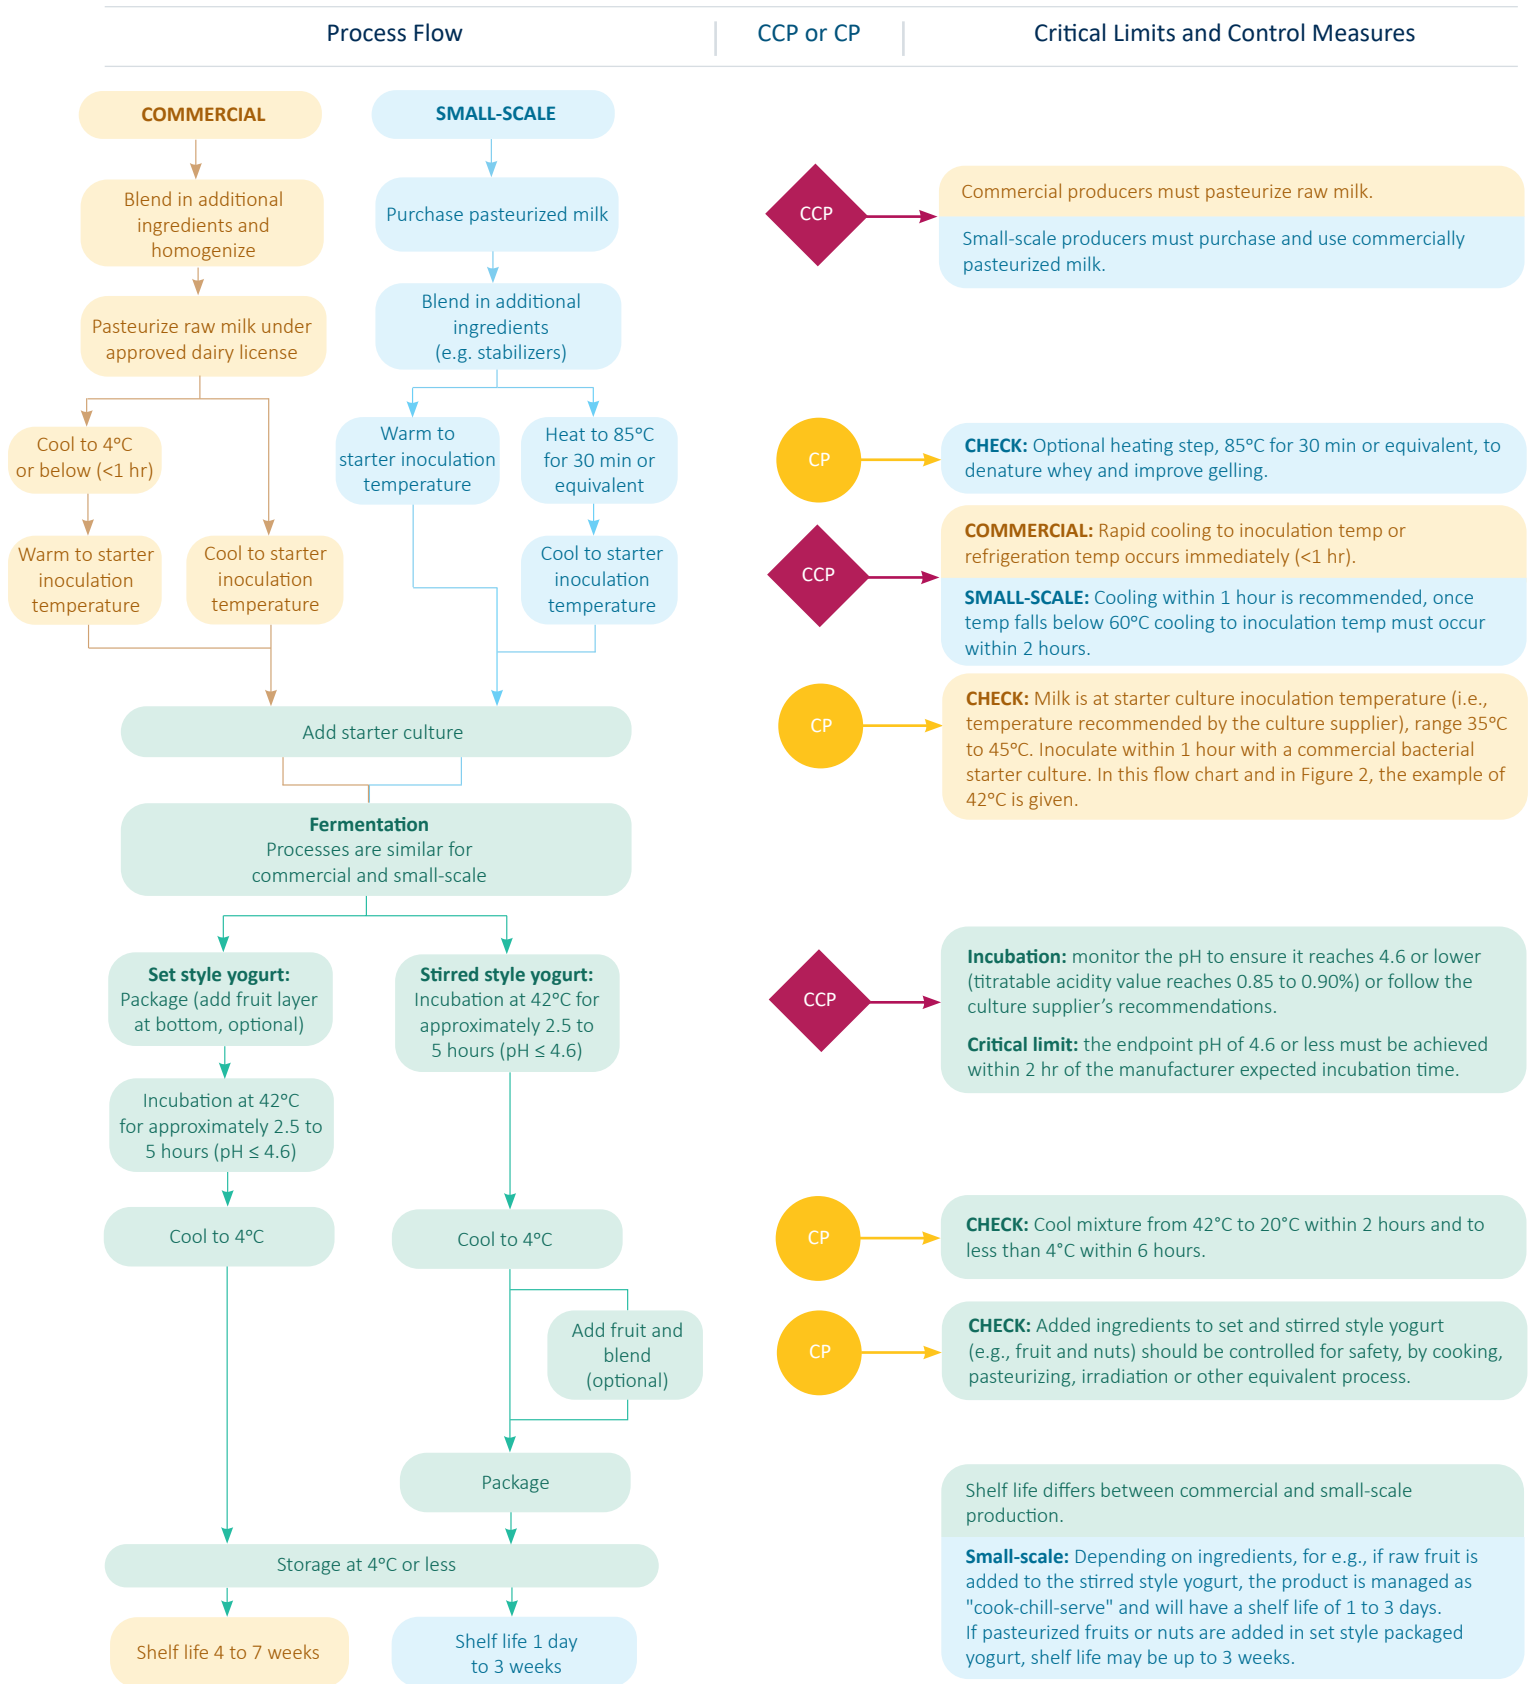 Process Flow
CCP or CP
Critical Limits and Control Measures
COMMERCIAL
SMALL-SCALE
Blend in additional
ingredients and
homogenize
Purchase pasteurized milk
CCP
Commercial producers must pasteurize raw milk.
Small-scale producers must purchase and use commercially
pasteurized milk.
Pasteurize raw milk under
approved dairy license
Blend in additional
ingredients
(e.g. stabilizers)
Cool to 4ºC
or below (<1 hr)
Warm to
starter inoculation
temperature
Heat to 85ºC
for 30 min or
equivalent
CP
CHECK: Optional heating step, 85ºC for 30 min or equivalent, to
denature whey and improve gelling.
Warm to starter
inoculation
temperature
Cool to starter
inoculation
temperature
Cool to starter
inoculation
temperature
CCP
COMMERCIAL: Rapid cooling to inoculation temp or
refrigeration temp occurs immediately (<1 hr).
SMALL-SCALE: Cooling within 1 hour is recommended, once
temp falls below 60ºC cooling to inoculation temp must occur
within 2 hours.
Add starter culture
CP
CHECK: Milk is at starter culture inoculation temperature (i.e.,
temperature recommended by the culture supplier), range 35ºC
to 45ºC. Inoculate within 1 hour with a commercial bacterial
starter culture. In this flow chart and in Figure 2, the example of
42ºC is given.
Fermentation
Processes are similar for
commercial and small-scale
Set style yogurt:
Package (add fruit layer
at bottom, optional)
Stirred style yogurt:
Incubation at 42ºC for
approximately 2.5 to
5 hours (pH ≤ 4.6)
CCP
Incubation: monitor the pH to ensure it reaches 4.6 or lower
(titratable acidity value reaches 0.85 to 0.90%) or follow the
culture supplier’s recommendations.
Critical limit: the endpoint pH of 4.6 or less must be achieved
within 2 hr of the manufacturer expected incubation time.
Incubation at 42ºC
for approximately 2.5 to
5 hours (pH ≤ 4.6)
Cool to 4ºC
Cool to 4ºC
CP
CHECK: Cool mixture from 42°C to 20°C within 2 hours and to
less than 4°C within 6 hours.
Add fruit and
blend
(optional)
CP
CHECK: Added ingredients to set and stirred style yogurt
(e.g., fruit and nuts) should be controlled for safety, by cooking,
pasteurizing, irradiation or other equivalent process.
Package
Storage at 4ºC or less
Shelf life 4 to 7 weeks
Shelf life 1 day
to 3 weeks
Shelf life differs between commercial and small-scale
production.
Small-scale: Depending on ingredients, for e.g., if raw fruit is
added to the stirred style yogurt, the product is managed as
"cook-chill-serve" and will have a shelf life of 1 to 3 days.
If pasteurized fruits or nuts are added in set style packaged
yogurt, shelf life may be up to 3 weeks.